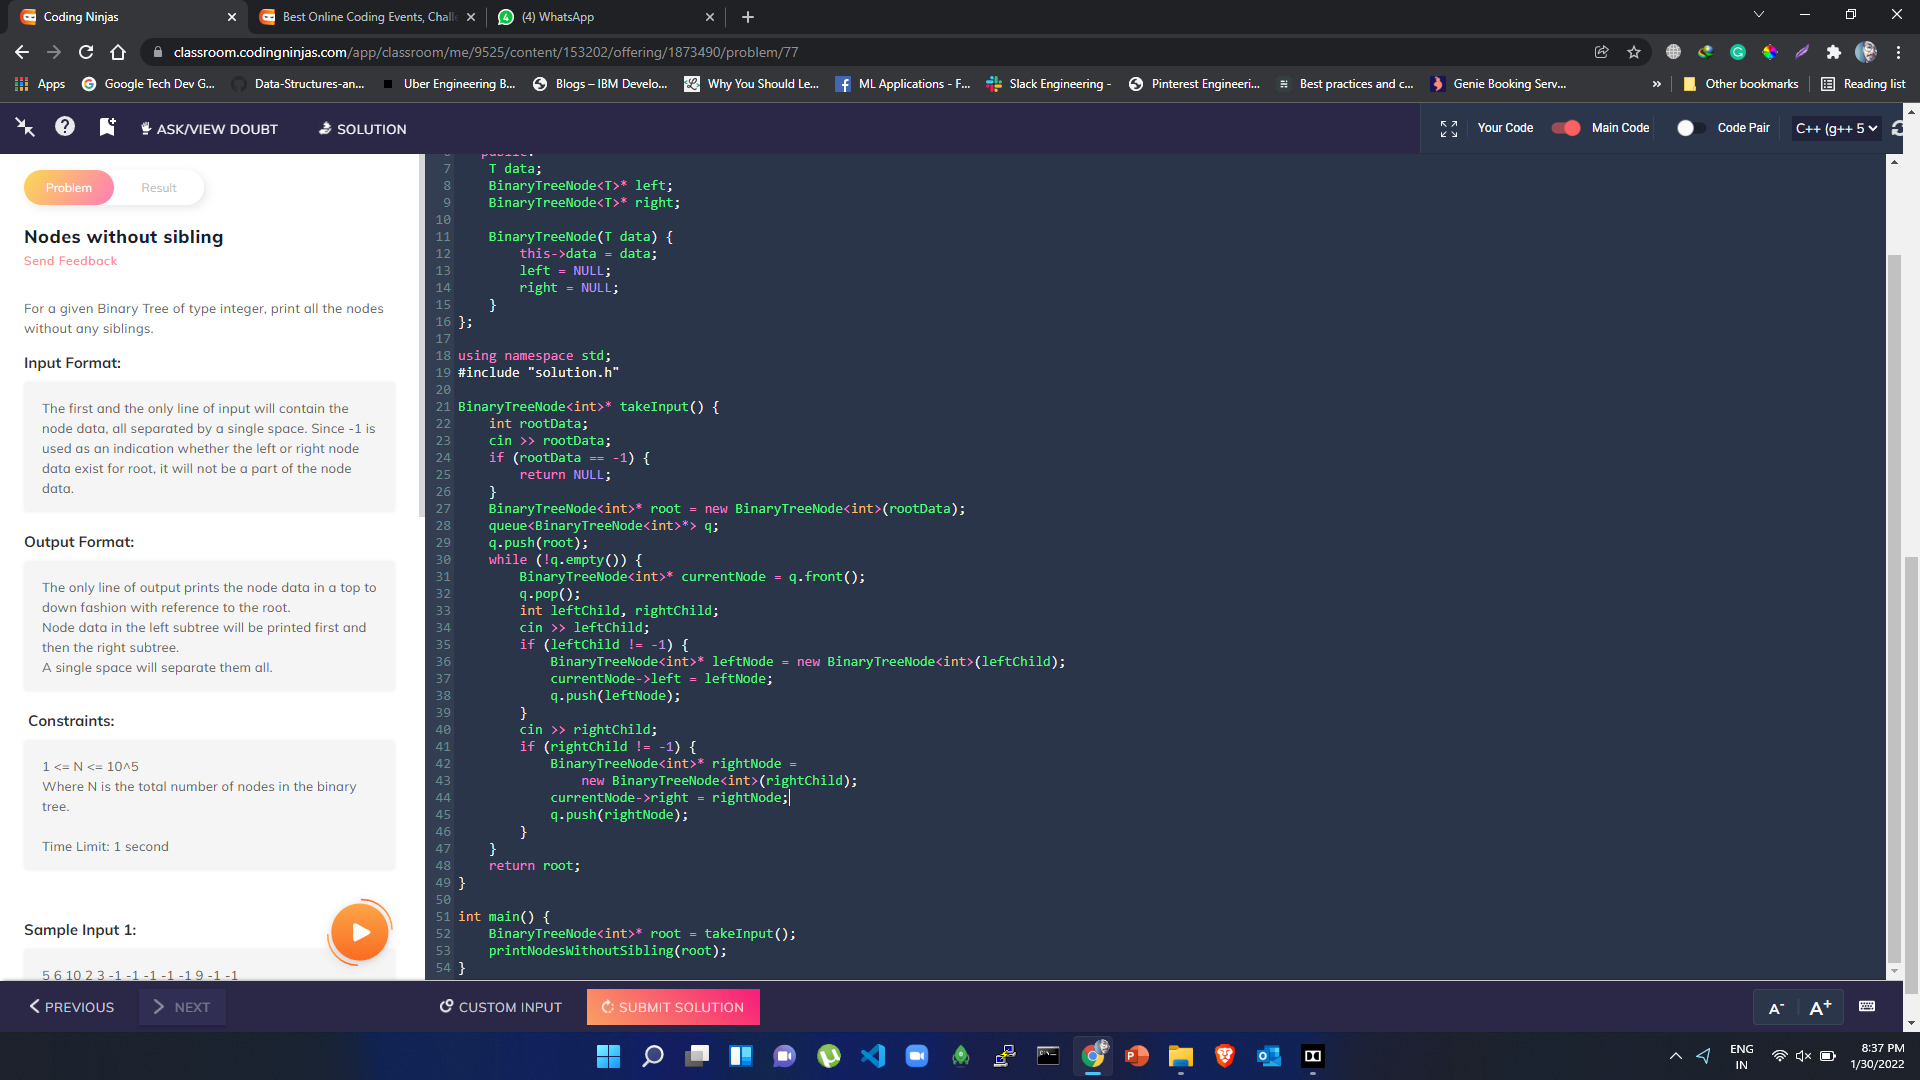 Coding Ninjas
Best Online Coding Events, Chall
(4) WhatsApp
classroom.codingninjas.com/app/classroom/me/9525/content/153202/offering/1873490/problem/77
Apps
Google Tech Dev G...
Data-Structures-an...
Uber Engineering B...
Blogs – IBM Develo...
Why You Should Le...
ML Applications - F...
Slack Engineering -
Pinterest Engineeri...
Best practices and c...
Genie Booking Serv...
»
Other bookmarks
Reading list
ASK/VIEW DOUBT
SOLUTION
Your Code
Main Code
Code Pair
C++ (g++ 5
Problem
Result
Nodes without sibling
Send Feedback
For a given Binary Tree of type integer, print all the nodes
without any siblings.
Input Format:
The first and the only line of input will contain the
node data, all separated by a single space. Since -1 is
used as an indication whether the left or right node
data exist for root, it will not be a part of the node
data.
Output Format:
The only line of output prints the node data in a top to
down fashion with reference to the root.
Node data in the left subtree will be printed first and
then the right subtree.
A single space will separate them all.
Constraints:
1 <= N <= 10^5
Where N is the total number of nodes in the binary
tree.
Time Limit: 1 second
Sample Input 1:
5 6 10 2 3 -1 -1 -1 -1 -1 9 -1 -1
6 public:
7 T data;
8 BinaryTreeNode<T>* left;
9 BinaryTreeNode<T>* right;
10
11 BinaryTreeNode(T data) {
12 this->data = data;
13 left = NULL;
14 right = NULL;
15 }
16 };
17
18 using namespace std;
19 #include "solution.h"
20
21 BinaryTreeNode<int>* takeInput() {
22 int rootData;
23 cin >> rootData;
24 if (rootData == -1) {
25 return NULL;
26 }
27 BinaryTreeNode<int>* root = new BinaryTreeNode<int>(rootData);
28 queue<BinaryTreeNode<int>*> q;
29 q.push(root);
30 while (!q.empty()) {
31 BinaryTreeNode<int>* currentNode = q.front();
32 q.pop();
33 int leftChild, rightChild;
34 cin >> leftChild;
35 if (leftChild != -1) {
36 BinaryTreeNode<int>* leftNode = new BinaryTreeNode<int>(leftChild);
37 currentNode->left = leftNode;
38 q.push(leftNode);
39 }
40 cin >> rightChild;
41 if (rightChild != -1) {
42 BinaryTreeNode<int>* rightNode =
43 new BinaryTreeNode<int>(rightChild);
44 currentNode->right = rightNode;
45 q.push(rightNode);
46 }
47 }
48 return root;
49 }
50
51 int main() {
52 BinaryTreeNode<int>* root = takeInput();
53 printNodesWithoutSibling(root);
54 }
PREVIOUS
NEXT
CUSTOM INPUT
SUBMIT SOLUTION
A-
A+
ENG
IN
8:37 PM
1/30/2022